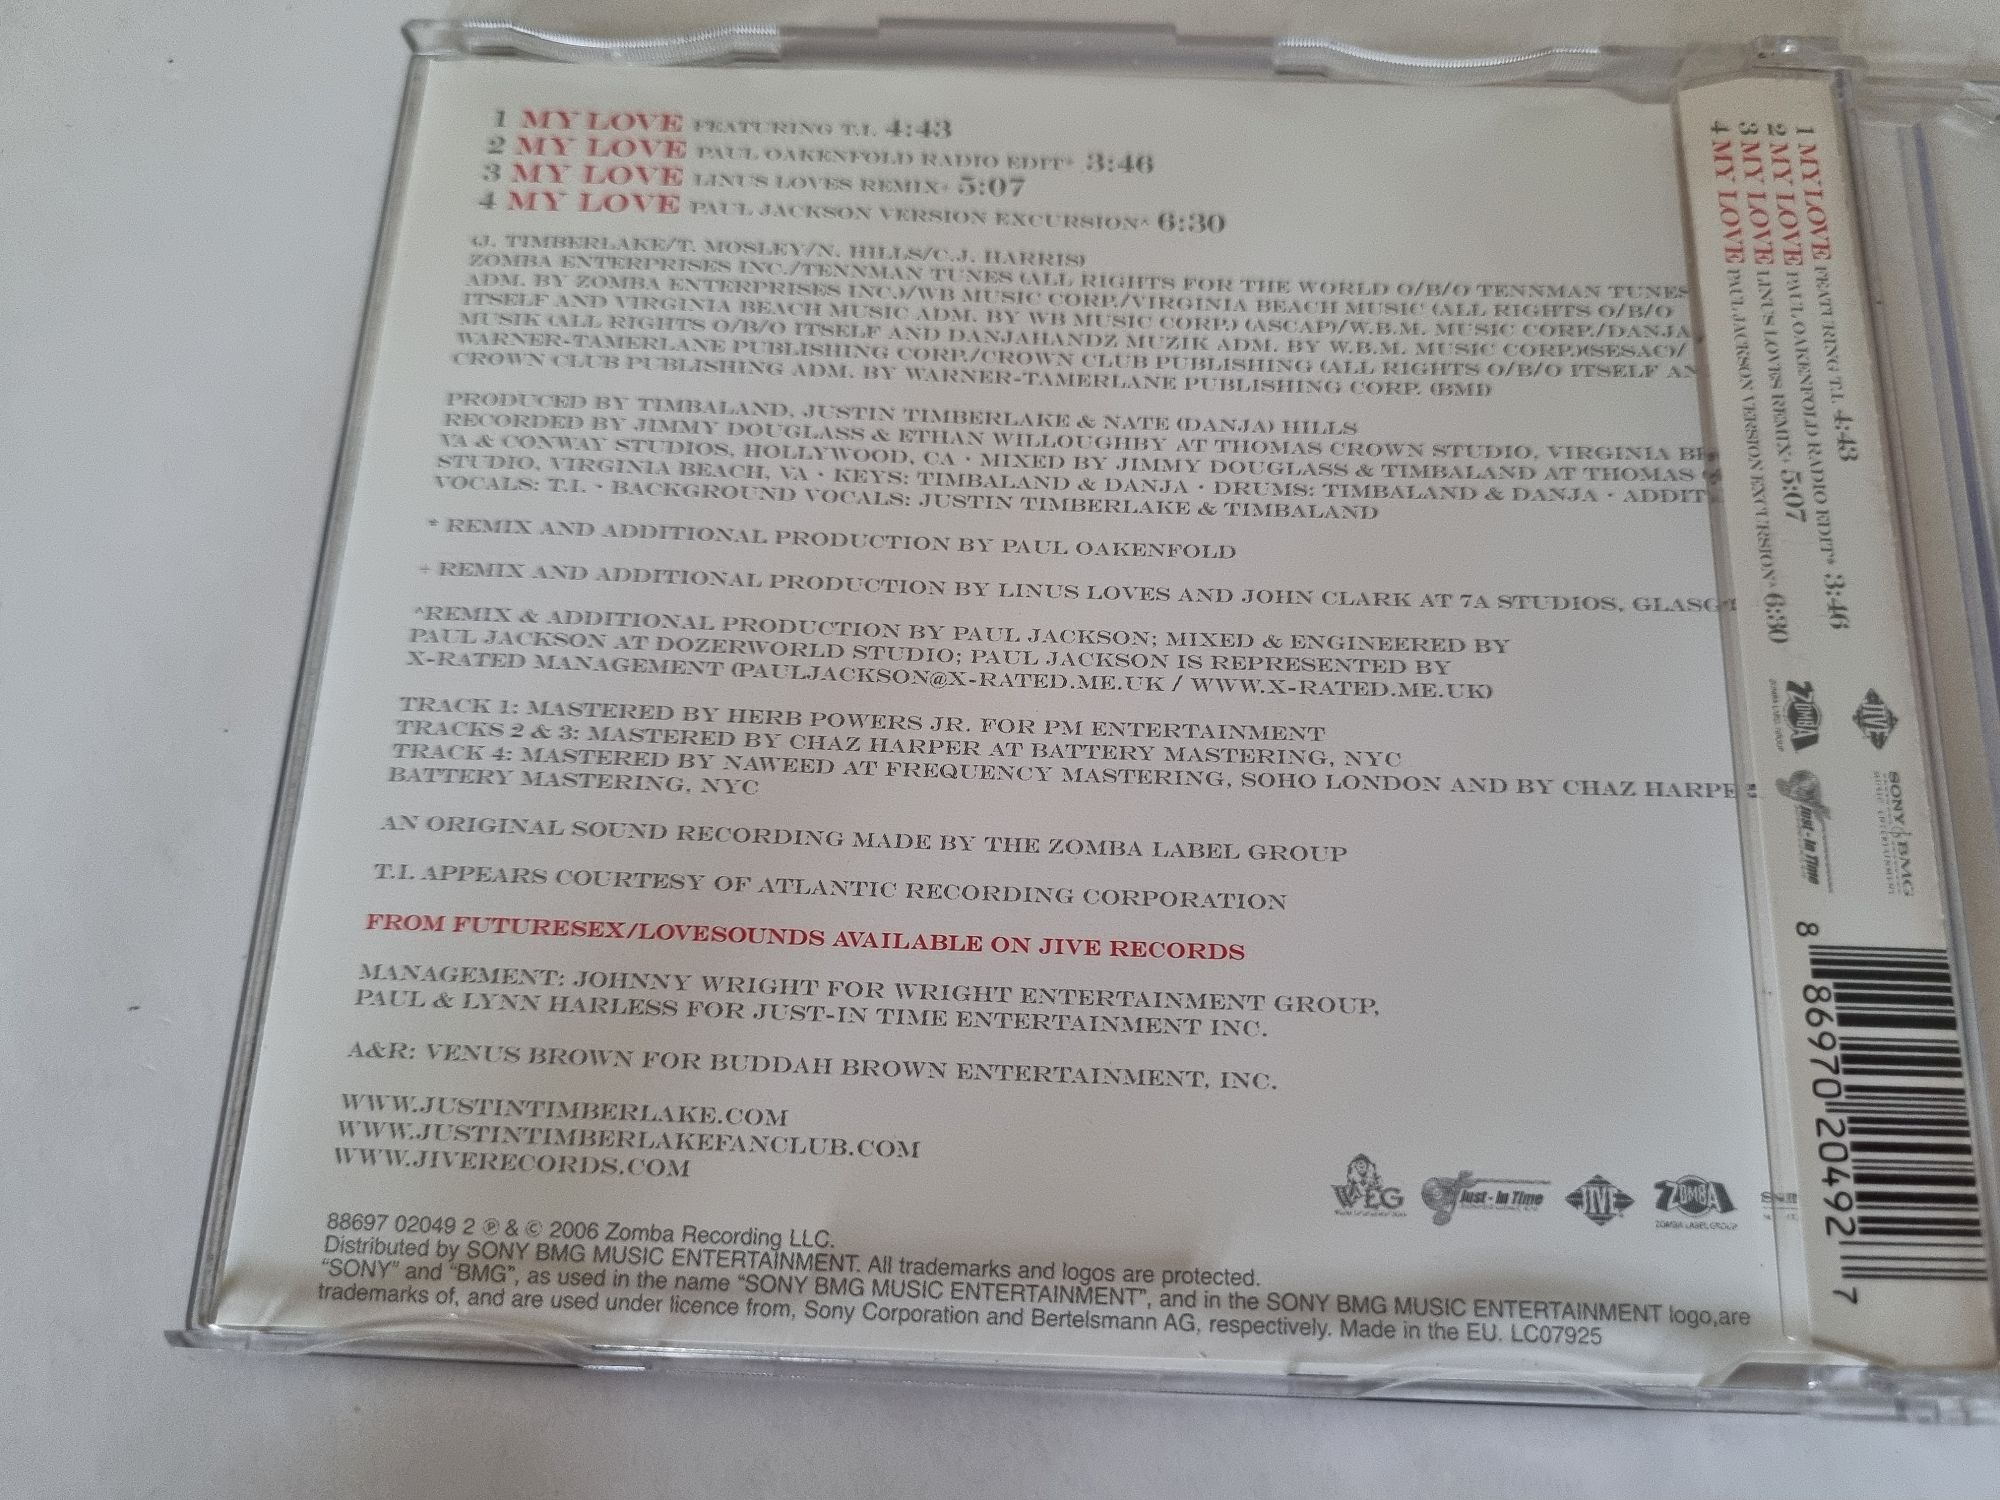 1 MY LOVE FEATURING T.I. 4:43
2 MY LOVE PAUL OAKENFOLD RADIO EDIT* 3:46
3 MY LOVE LINUS LOVES REMIX+ 5:07
4 MY LOVE PAUL JACKSON VERSION EXCURSION^ 6:30
(J. TIMBERLAKE/T. MOSLEY/N. HILLS/C.J. HARRIS)
ZOMBA ENTERPRISES INC./TENNMAN TUNES (ALL RIGHTS FOR THE WORLD O/B/O TENNMAN TUNES
ADM. BY ZOMBA ENTERPRISES INC.)/WB MUSIC CORP./VIRGINIA BEACH MUSIC (ALL RIGHTS O/B/O
ITSELF AND VIRGINIA BEACH MUSIC ADM. BY WB MUSIC CORP.) (ASCAP)/W.B.M. MUSIC CORP./DANJA
MUSIK (ALL RIGHTS O/B/O ITSELF AND DANJAHANDZ MUZIK ADM. BY W.B.M. MUSIC CORP.)(SESAC)/
WARNER-TAMERLANE PUBLISHING CORP./CROWN CLUB PUBLISHING (ALL RIGHTS O/B/O ITSELF AN
CROWN CLUB PUBLISHING ADM. BY WARNER-TAMERLANE PUBLISHING CORP. (BMI)
PRODUCED BY TIMBALAND, JUSTIN TIMBERLAKE & NATE (DANJA) HILLS
RECORDED BY JIMMY DOUGLASS & ETHAN WILLOUGHBY AT THOMAS CROWN STUDIO, VIRGINIA BE
VA & CONWAY STUDIOS, HOLLYWOOD, CA · MIXED BY JIMMY DOUGLASS & TIMBALAND AT THOMAS
STUDIO, VIRGINIA BEACH, VA · KEYS: TIMBALAND & DANJA · DRUMS: TIMBALAND & DANJA · ADDIT
VOCALS: T.I. · BACKGROUND VOCALS: JUSTIN TIMBERLAKE & TIMBALAND
* REMIX AND ADDITIONAL PRODUCTION BY PAUL OAKENFOLD
+ REMIX AND ADDITIONAL PRODUCTION BY LINUS LOVES AND JOHN CLARK AT 7A STUDIOS, GLASG
^REMIX & ADDITIONAL PRODUCTION BY PAUL JACKSON; MIXED & ENGINEERED BY
PAUL JACKSON AT DOZERWORLD STUDIO; PAUL JACKSON IS REPRESENTED BY
X-RATED MANAGEMENT (PAULJACKSON@X-RATED.ME.UK / WWW.X-RATED.ME.UK)
TRACK 1: MASTERED BY HERB POWERS JR. FOR PM ENTERTAINMENT
TRACKS 2 & 3: MASTERED BY CHAZ HARPER AT BATTERY MASTERING, NYC
TRACK 4: MASTERED BY NAWEED AT FREQUENCY MASTERING, SOHO LONDON AND BY CHAZ HARPE
BATTERY MASTERING, NYC
AN ORIGINAL SOUND RECORDING MADE BY THE ZOMBA LABEL GROUP
T.I. APPEARS COURTESY OF ATLANTIC RECORDING CORPORATION
FROM FUTURESEX/LOVESOUNDS AVAILABLE ON JIVE RECORDS
MANAGEMENT: JOHNNY WRIGHT FOR WRIGHT ENTERTAINMENT GROUP,
PAUL & LYNN HARLESS FOR JUST-IN TIME ENTERTAINMENT INC.
A&R: VENUS BROWN FOR BUDDAH BROWN ENTERTAINMENT, INC.
WWW.JUSTINTIMBERLAKE.COM
WWW.JUSTINTIMBERLAKEFANCLUB.COM
WWW.JIVERECORDS.COM
WEG Just-In Time JIVE ZOMBA
ZOMBA LABEL GROUP
88697 02049 2 ℗ & © 2006 Zomba Recording LLC.
Distributed by SONY BMG MUSIC ENTERTAINMENT. All trademarks and logos are protected.
"SONY" and "BMG", as used in the name "SONY BMG MUSIC ENTERTAINMENT", and in the SONY BMG MUSIC ENTERTAINMENT logo,are
trademarks of, and are used under licence from, Sony Corporation and Bertelsmann AG, respectively. Made in the EU. LC07925
1 MY LOVE FEATURING T.I. 4:43
2 MY LOVE PAUL OAKENFOLD RADIO EDIT* 3:46
3 MY LOVE LINUS LOVES REMIX+ 5:07
4 MY LOVE PAUL JACKSON VERSION EXCURSION^ 6:30
JIVE
ZOMBA
SONY BMG
Just-In Time
8 86970 20492 7